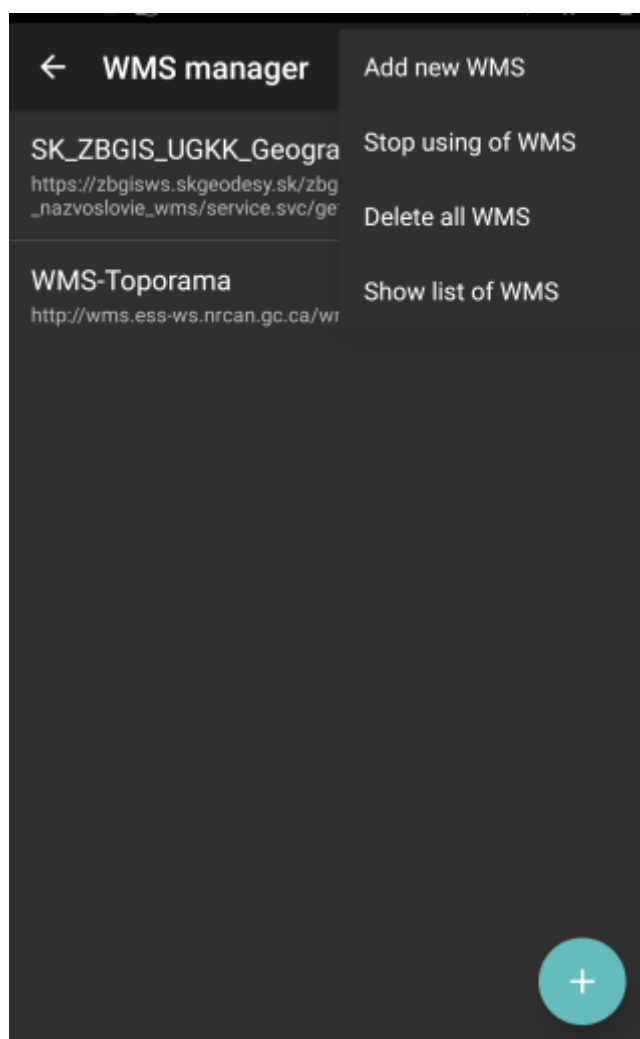 WMS manager
Add new WMS
SK_ZBGIS_UGKK_Geogra
Stop using of WMS
https://zbgisws.skgeodesy.sk/zbg
_nazvoslovie_wms/service.svc/ge
Delete all WMS
WMS-Toporama
Show list of WMS
http://wms.ess-ws.nrcan.gc.ca/